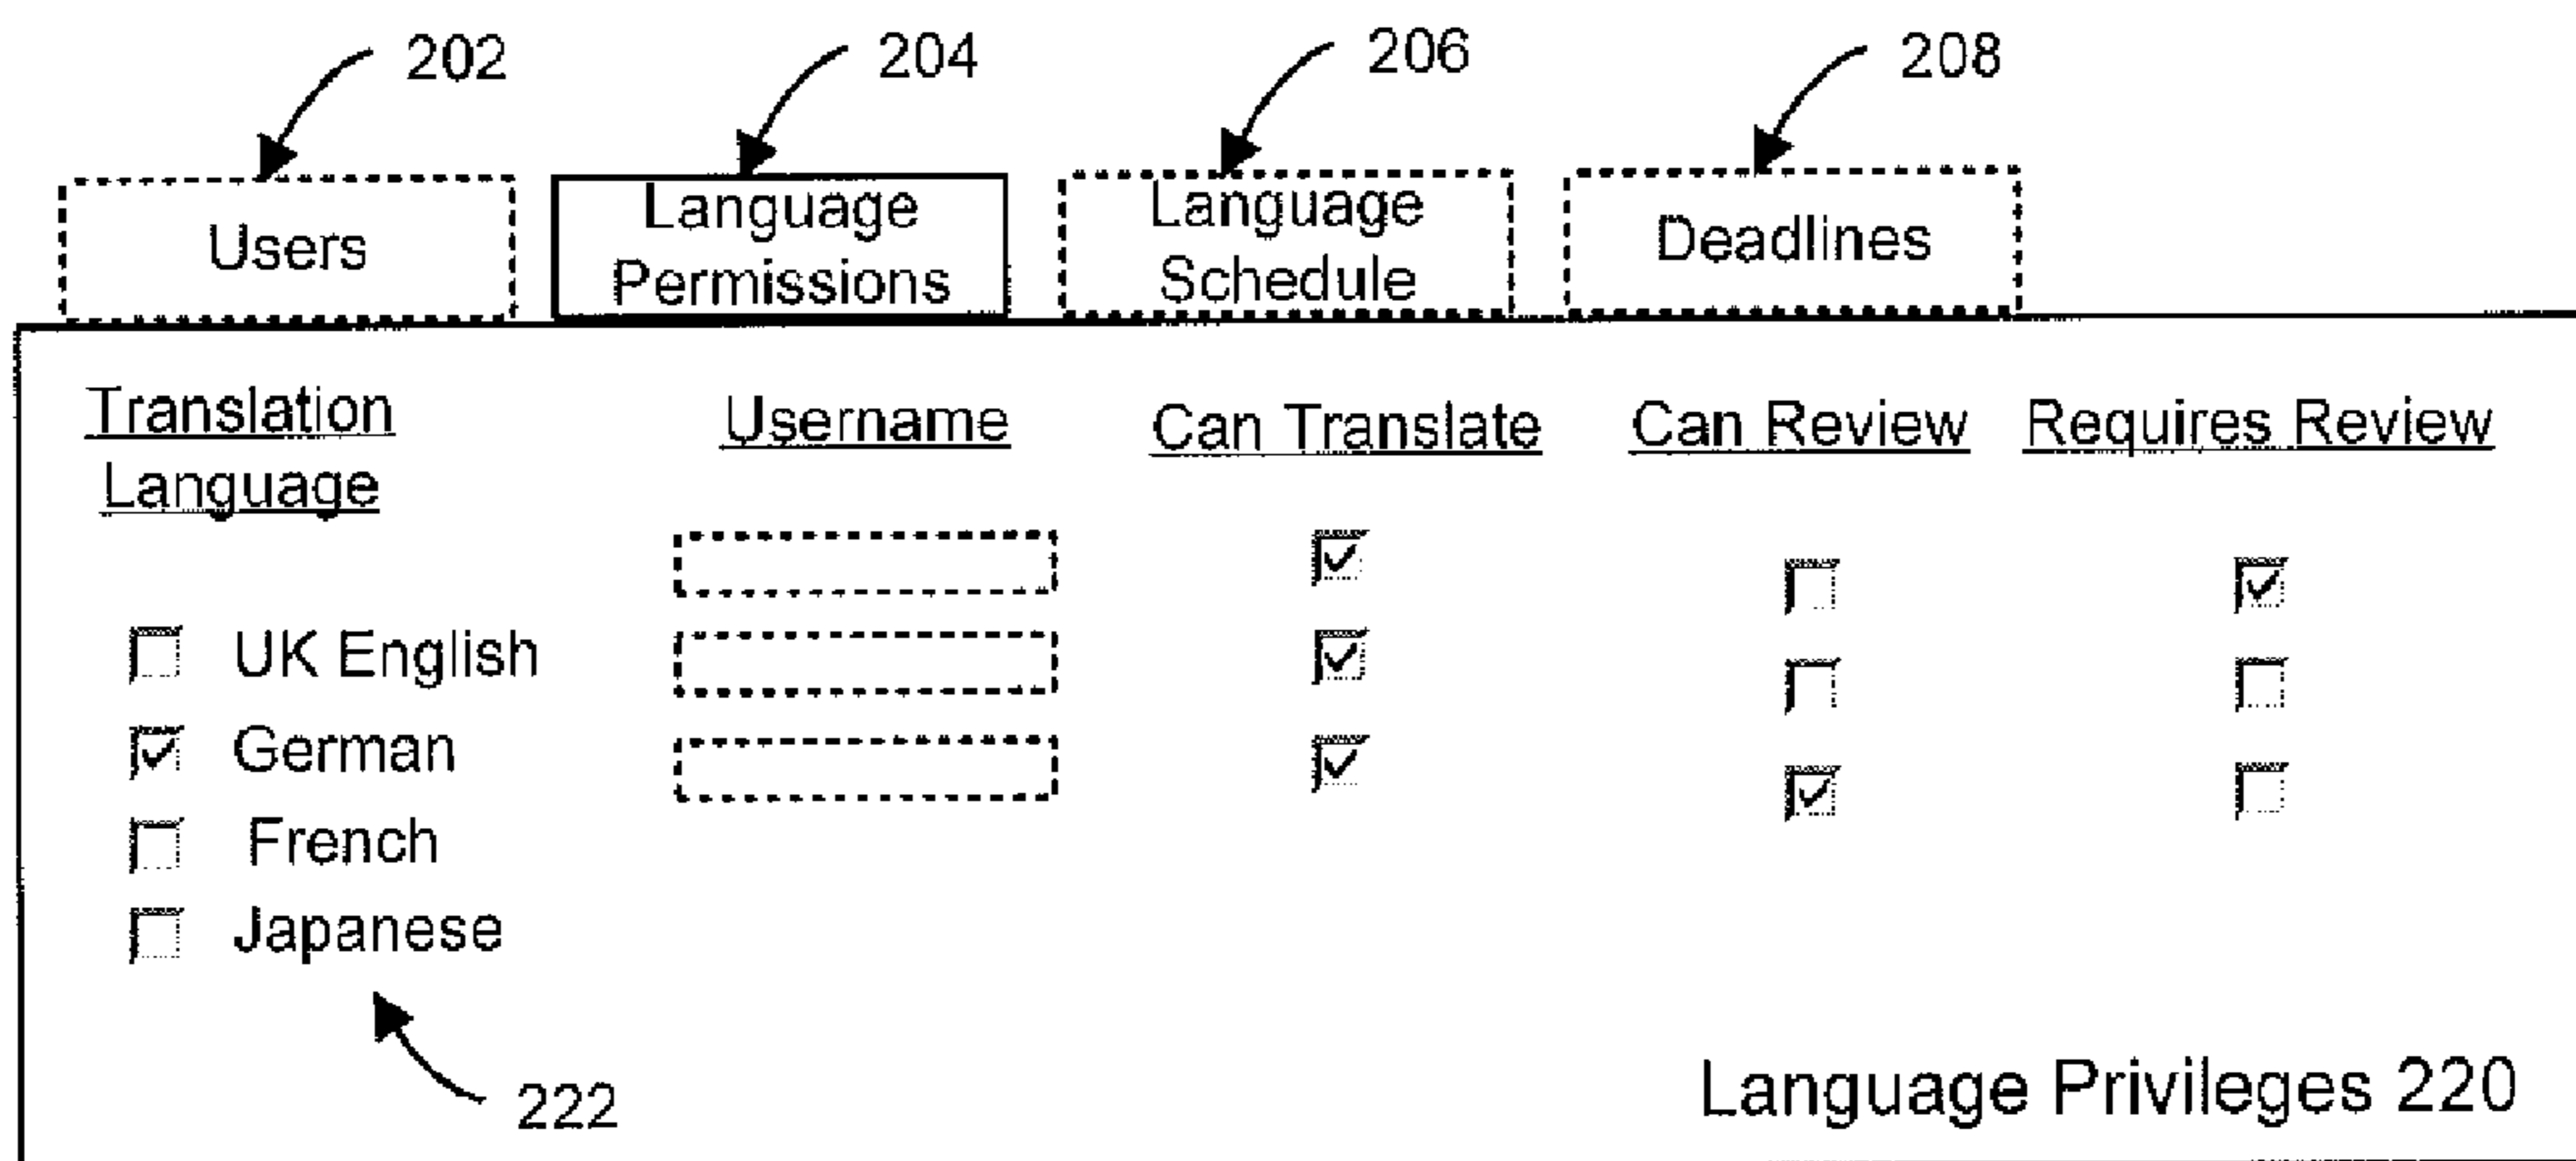 202
204
206
208
Users
Language
Permissions
Language
Schedule
Deadlines
Translation
Language
Username
Can Translate
Can Review
Requires Review
UK English
German
French
Japanese
222
Language Privileges 220